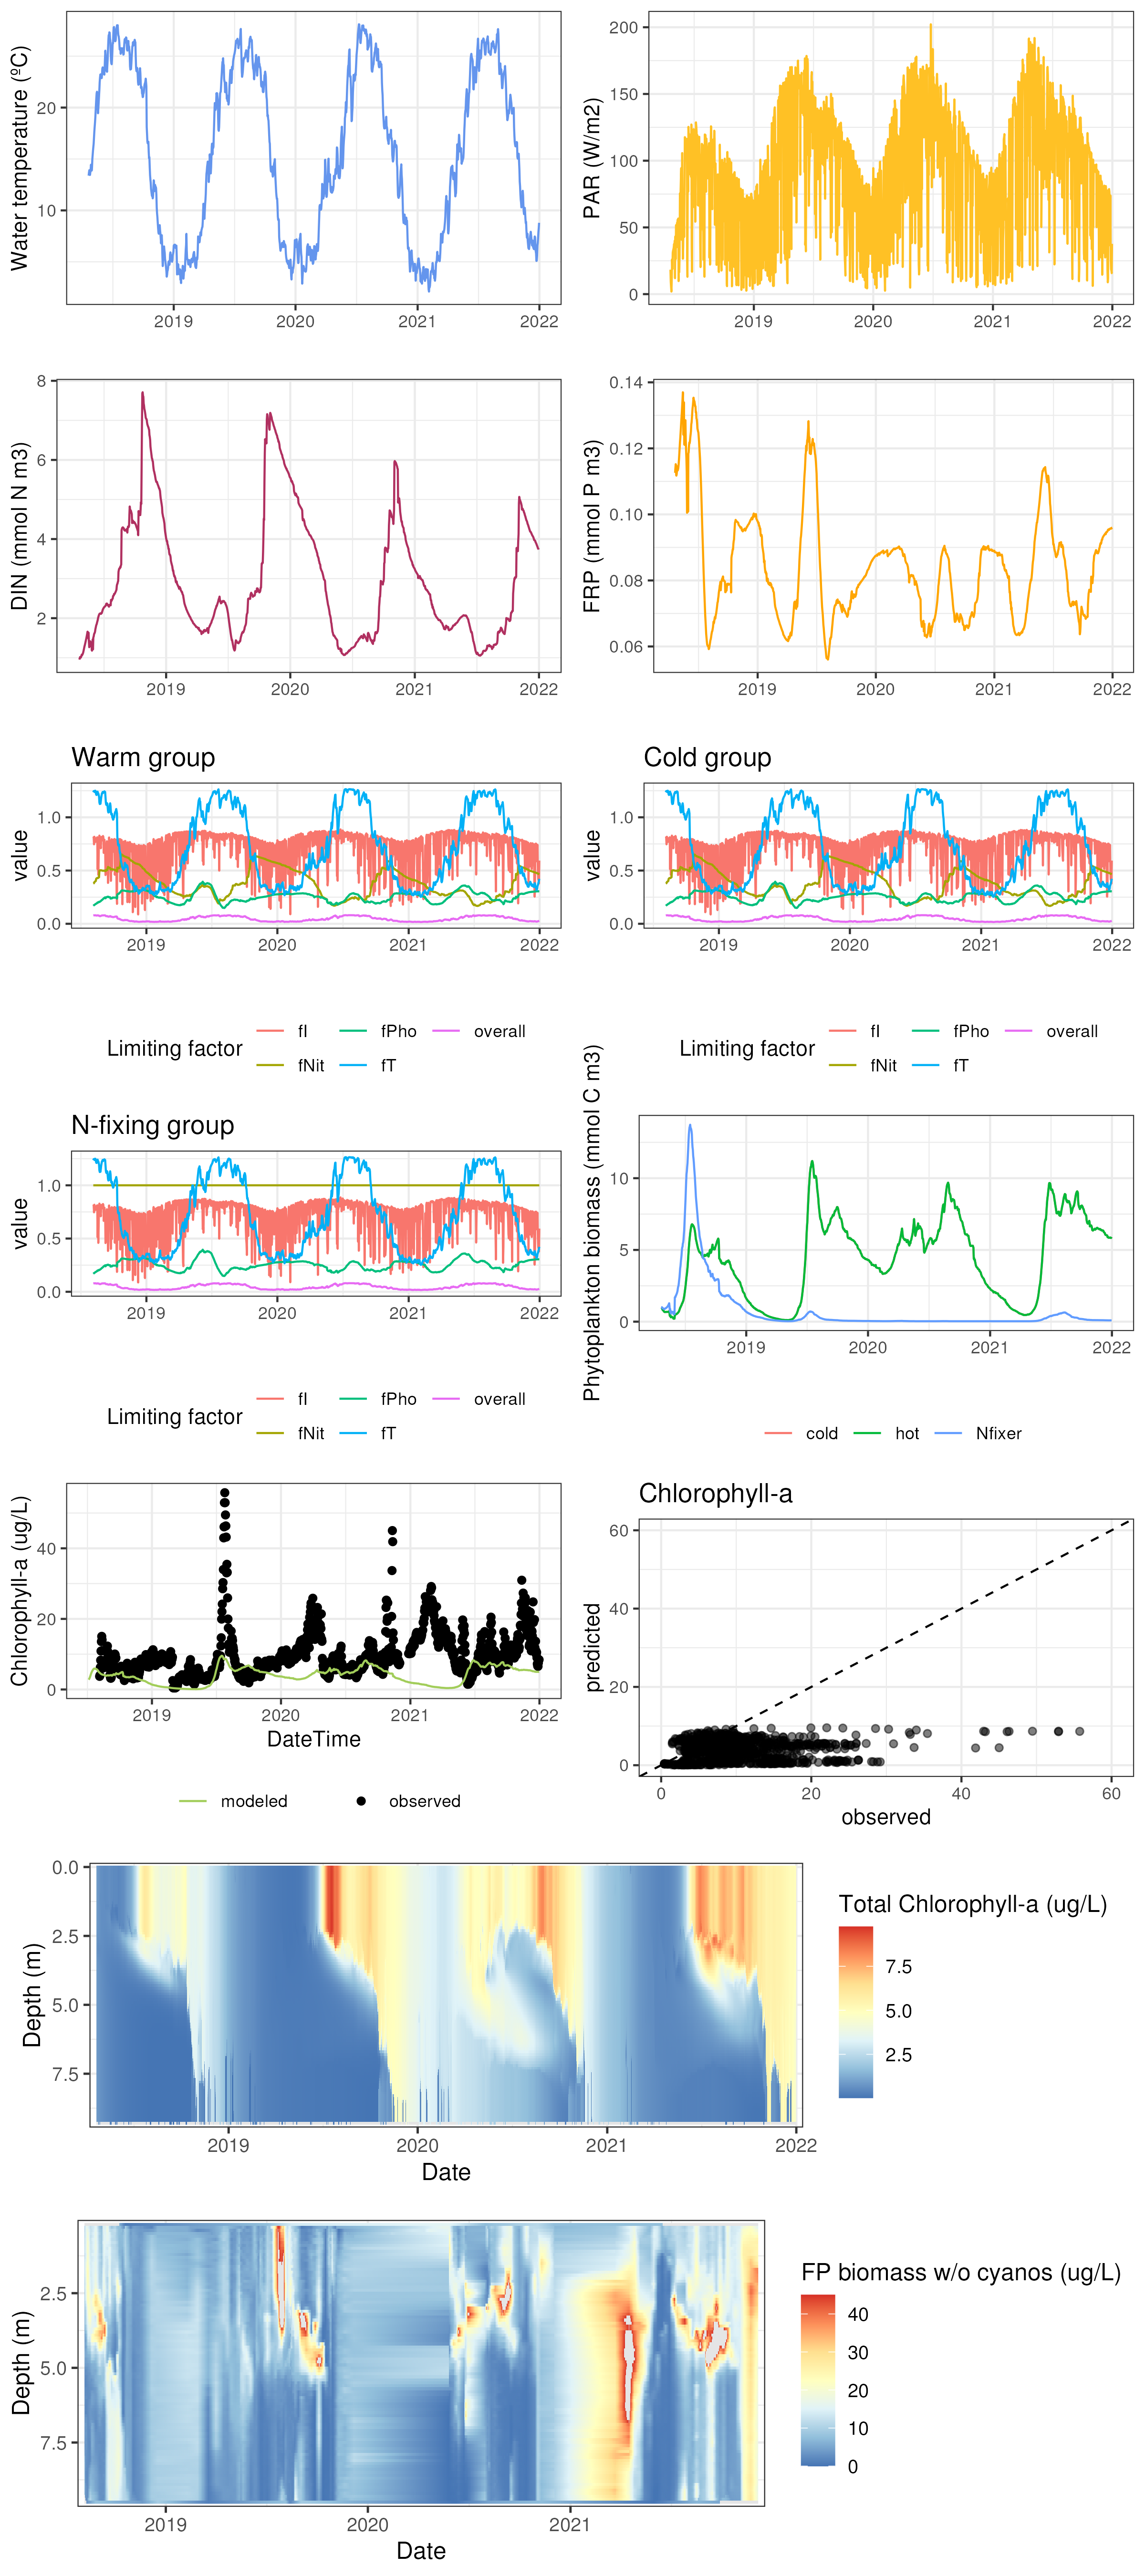 Water temperature (ºC)
20
10
2019 2020 2021 2022
PAR (W/m2)
200
150
100
50
0
2019 2020 2021 2022
DIN (mmol N m3)
8
6
4
2
2019 2020 2021 2022
FRP (mmol P m3)
0.14
0.12
0.10
0.08
0.06
2019 2020 2021 2022
Warm group
value
1.0
0.5
0.0
2019 2020 2021 2022
Limiting factor
fI fPho overall
fNit fT
Cold group
value
1.0
0.5
0.0
2019 2020 2021 2022
Limiting factor
fI fPho overall
fNit fT
N-fixing group
value
1.0
0.5
0.0
2019 2020 2021 2022
Limiting factor
fI fPho overall
fNit fT
Phytoplankton biomass (mmol C m3)
10
5
0
2019 2020 2021 2022
cold hot Nfixer
Chlorophyll-a (ug/L)
40
20
0
2019 2020 2021 2022
DateTime
modeled observed
Chlorophyll-a
predicted
60
40
20
0
0 20 40 60
observed
Depth (m)
0.0
2.5
5.0
7.5
2019 2020 2021 2022
Date
Total Chlorophyll-a (ug/L)
7.5
5.0
2.5
Depth (m)
2.5
5.0
7.5
2019 2020 2021
Date
FP biomass w/o cyanos (ug/L)
40
30
20
10
0